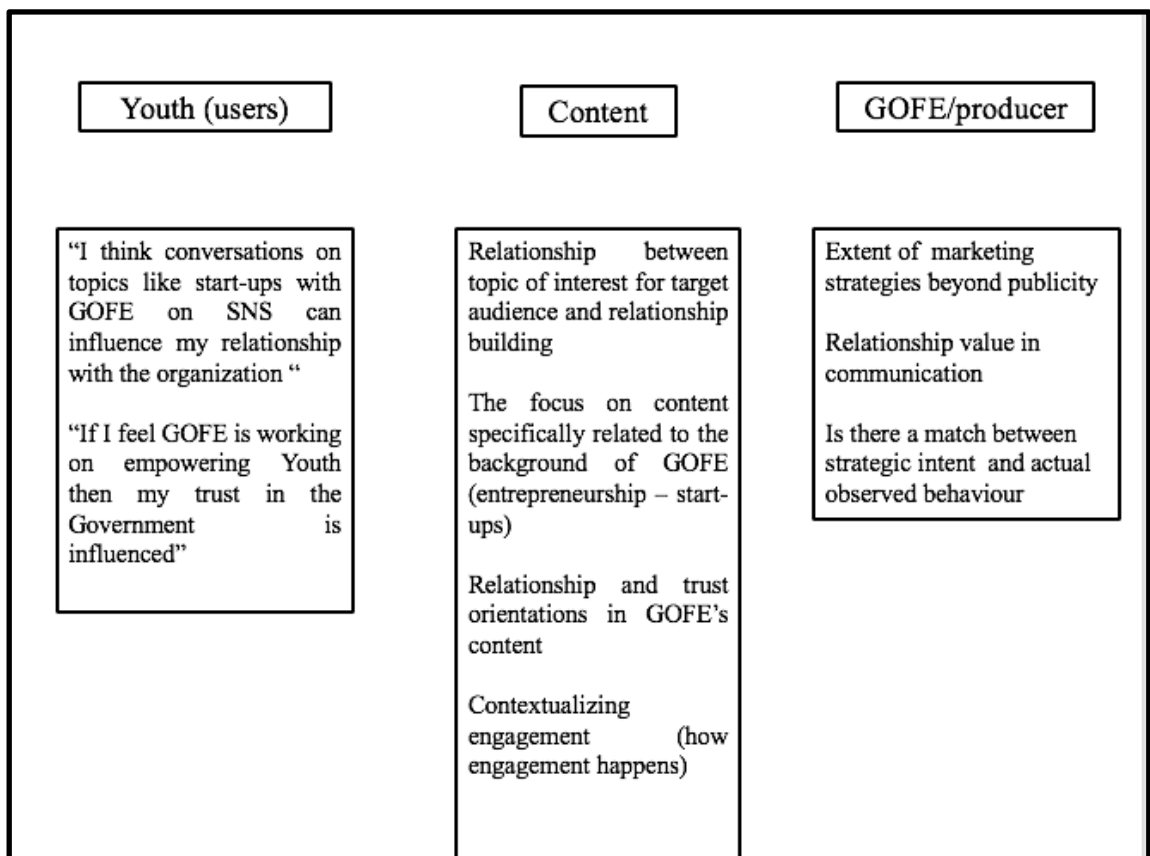 Youth (users)
Content
GOFE/producer
“I think conversations on
topics like start-ups with
GOFE on SNS can
influence my relationship
with the organization “
“If I feel GOFE is working
on empowering Youth
then my trust in the
Government is
influenced”
Relationship between
topic of interest for target
audience and relationship
building
The focus on content
specifically related to the
background of GOFE
(entrepreneurship – start-
ups)
Relationship and trust
orientations in GOFE’s
content
Contextualizing
engagement (how
engagement happens)
Extent of marketing
strategies beyond publicity
Relationship value in
communication
Is there a match between
strategic intent and actual
observed behaviour